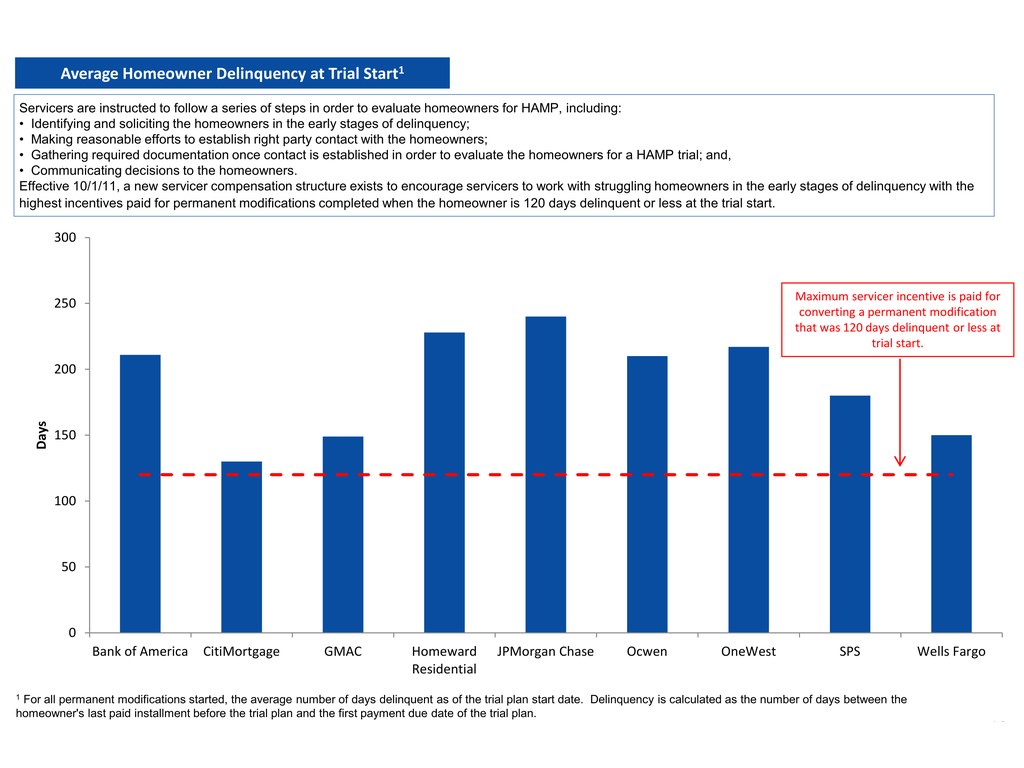 Average Homeowner Delinquency at Trial Start¹
Servicers are instructed to follow a series of steps in order to evaluate homeowners for HAMP, including:
• Identifying and soliciting the homeowners in the early stages of delinquency;
• Making reasonable efforts to establish right party contact with the homeowners;
• Gathering required documentation once contact is established in order to evaluate the homeowners for a HAMP trial; and,
• Communicating decisions to the homeowners.
Effective 10/1/11, a new servicer compensation structure exists to encourage servicers to work with struggling homeowners in the early stages of delinquency with the
highest incentives paid for permanent modifications completed when the homeowner is 120 days delinquent or less at the trial start.
300
250
200
150
100
50
0
Days
Maximum servicer incentive is paid for
converting a permanent modification
that was 120 days delinquent or less at
trial start.
Bank of America CitiMortgage GMAC Homeward JPMorgan Chase Ocwen OneWest SPS Wells Fargo
Residential
¹ For all permanent modifications started, the average number of days delinquent as of the trial plan start date. Delinquency is calculated as the number of days between the
homeowner's last paid installment before the trial plan and the first payment due date of the trial plan.